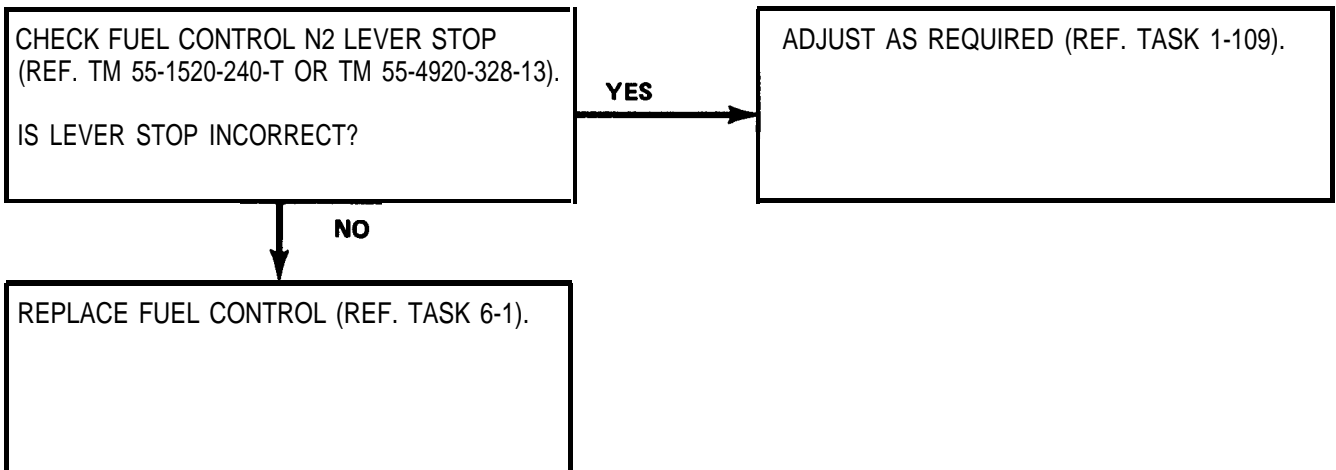 CHECK FUEL CONTROL N2 LEVER STOP
(REF. TM 55-1520-240-T OR TM 55-4920-328-13).
IS LEVER STOP INCORRECT?
YES
ADJUST AS REQUIRED (REF. TASK 1-109).
NO
REPLACE FUEL CONTROL (REF. TASK 6-1).